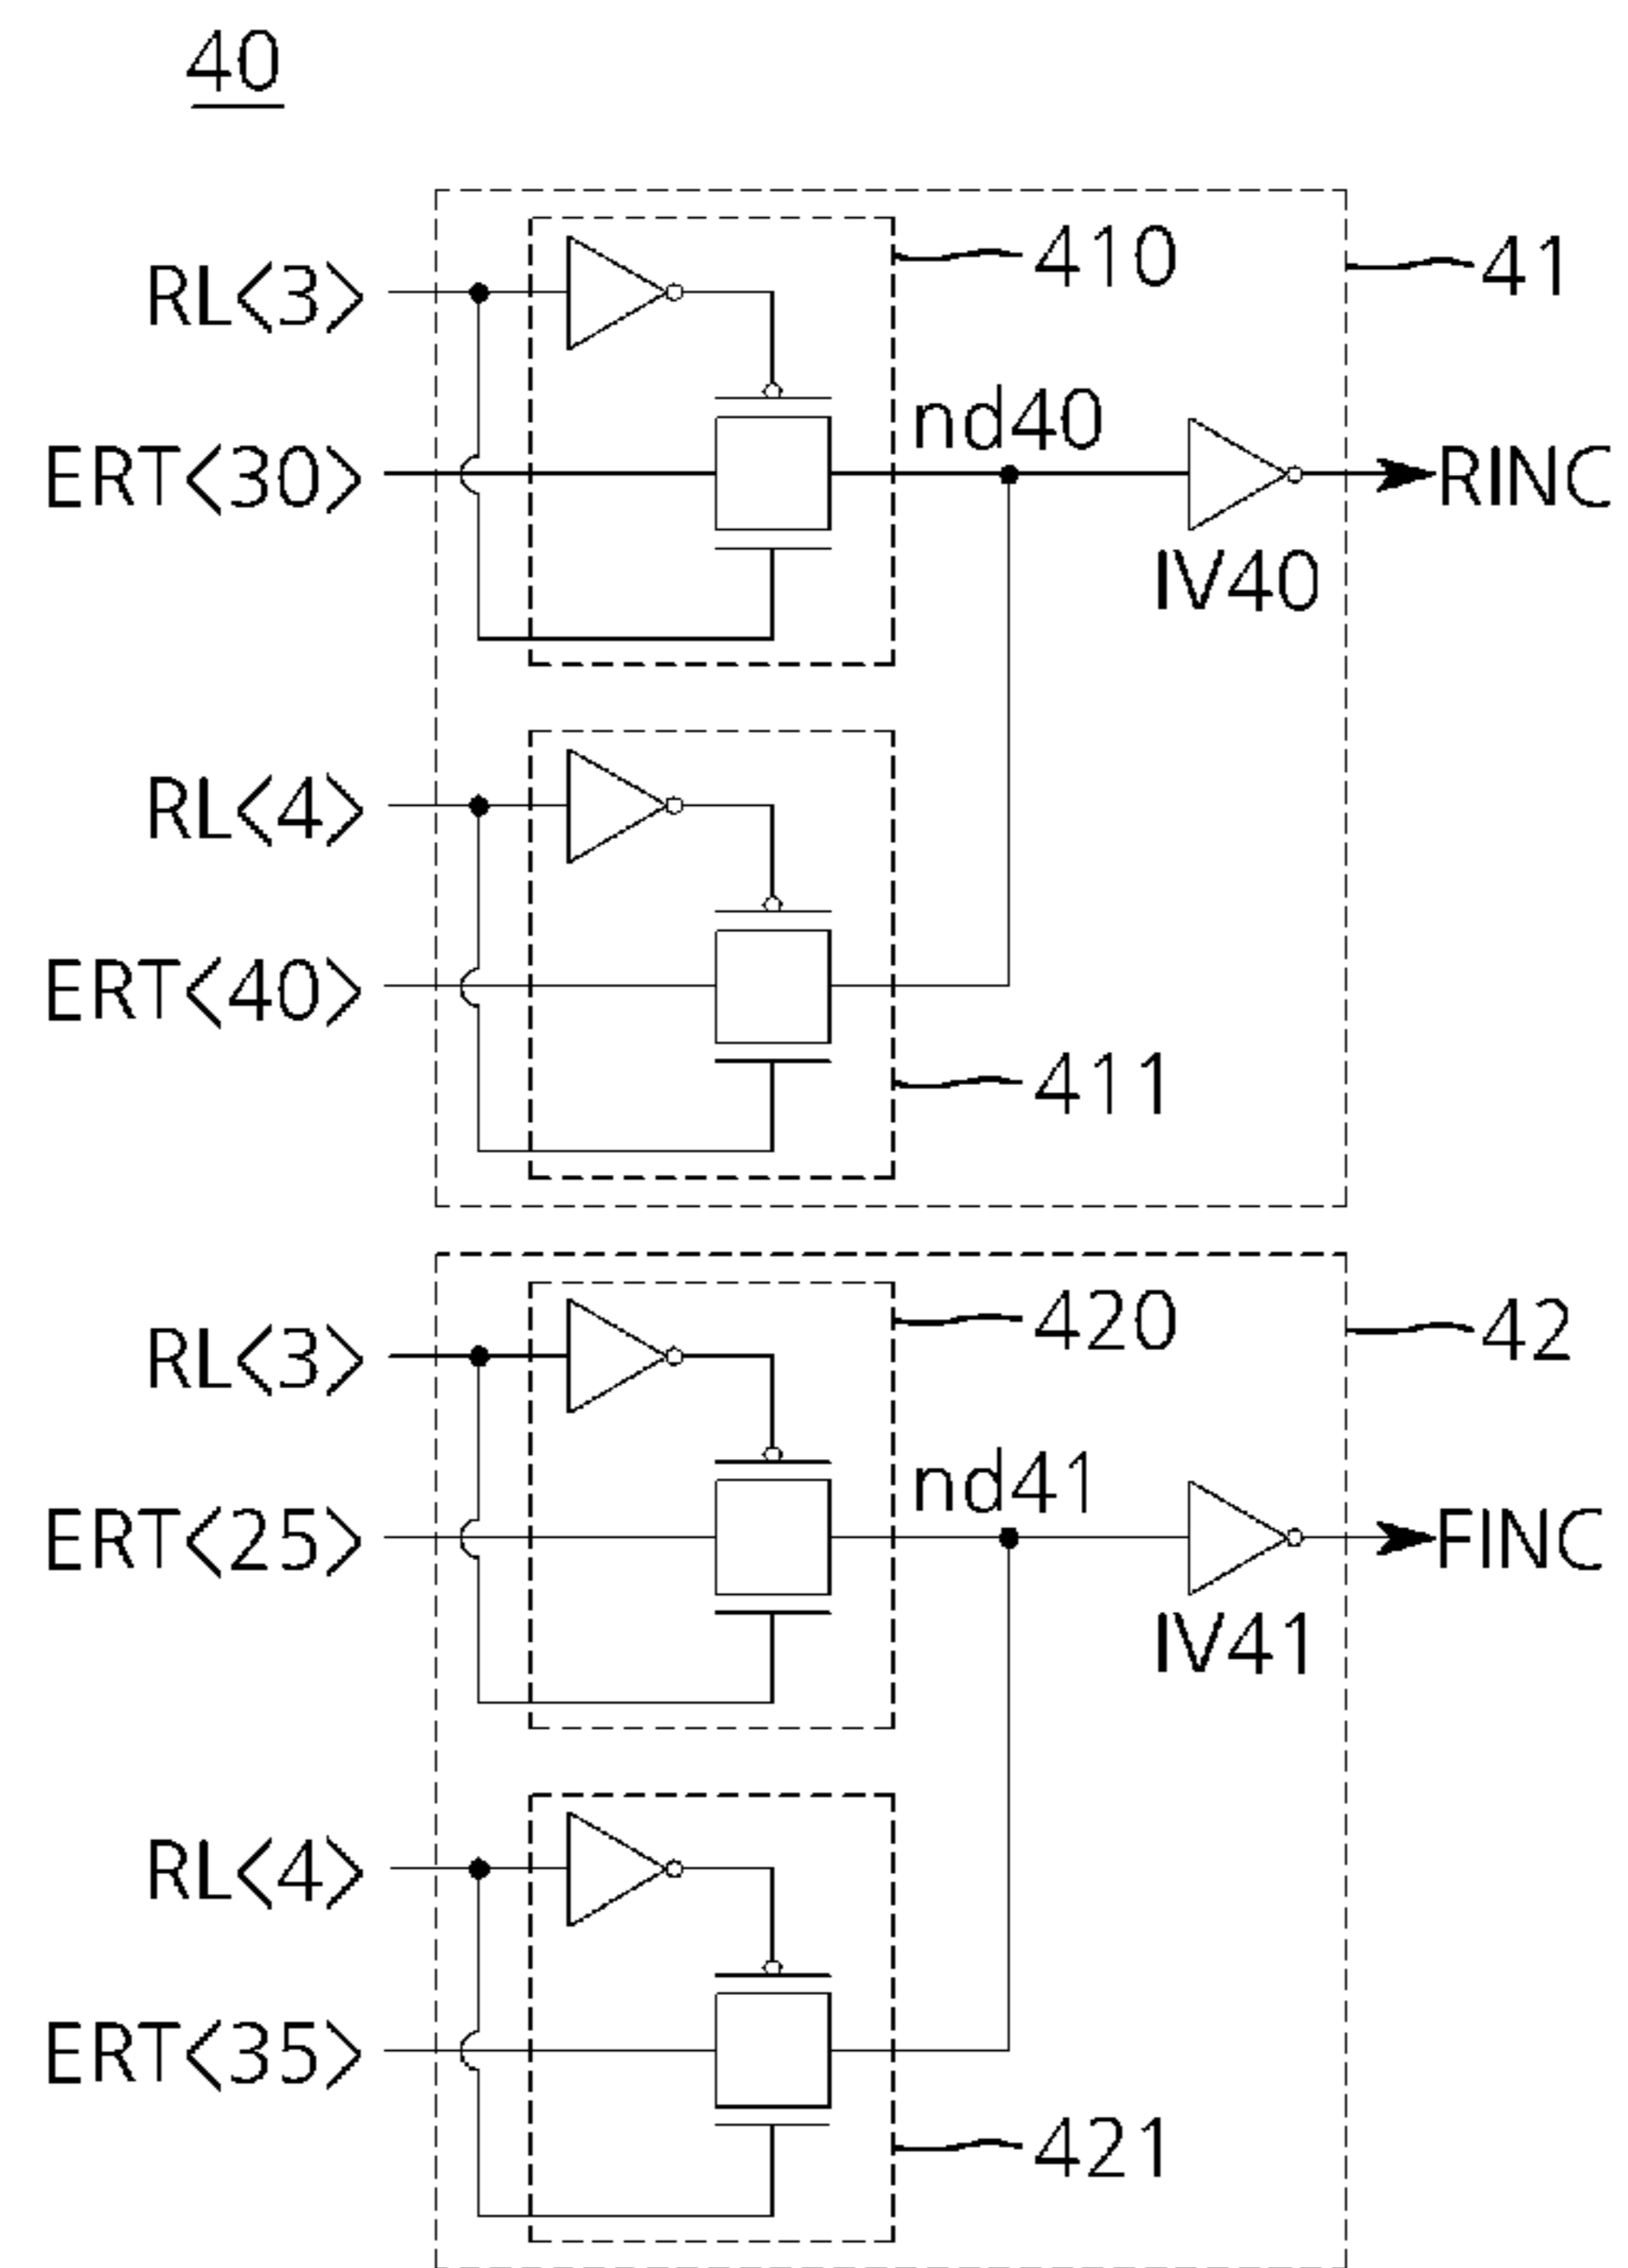 40
RL<3>
410
41
ERT<30>
nd40
RINC
IV40
RL<4>
ERT<40>
411
RL<3>
420
42
ERT<25>
nd41
FINC
IV41
RL<4>
ERT<35>
421